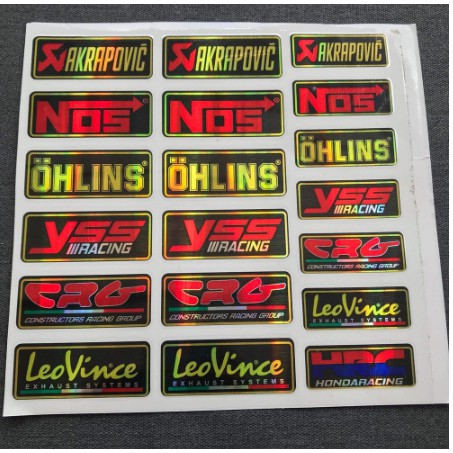 AKRAPOVIČ AKRAPOVIČ AKRAPOVIČ
NOS® NOS® NOS
ÖHLINS® ÖHLINS® ÖHLINS®
YSS YSS YSS
RACING RACING RACING
CRG CRG CRG
CONSTRUCTORS RACING GROUP CONSTRUCTORS RACING GROUP CONSTRUCTORS RACING GROUP
LeoVince LeoVince LeoVince
EXHAUST SYSTEMS EXHAUST SYSTEMS EXHAUST SYSTEMS
HRC
HONDARACING